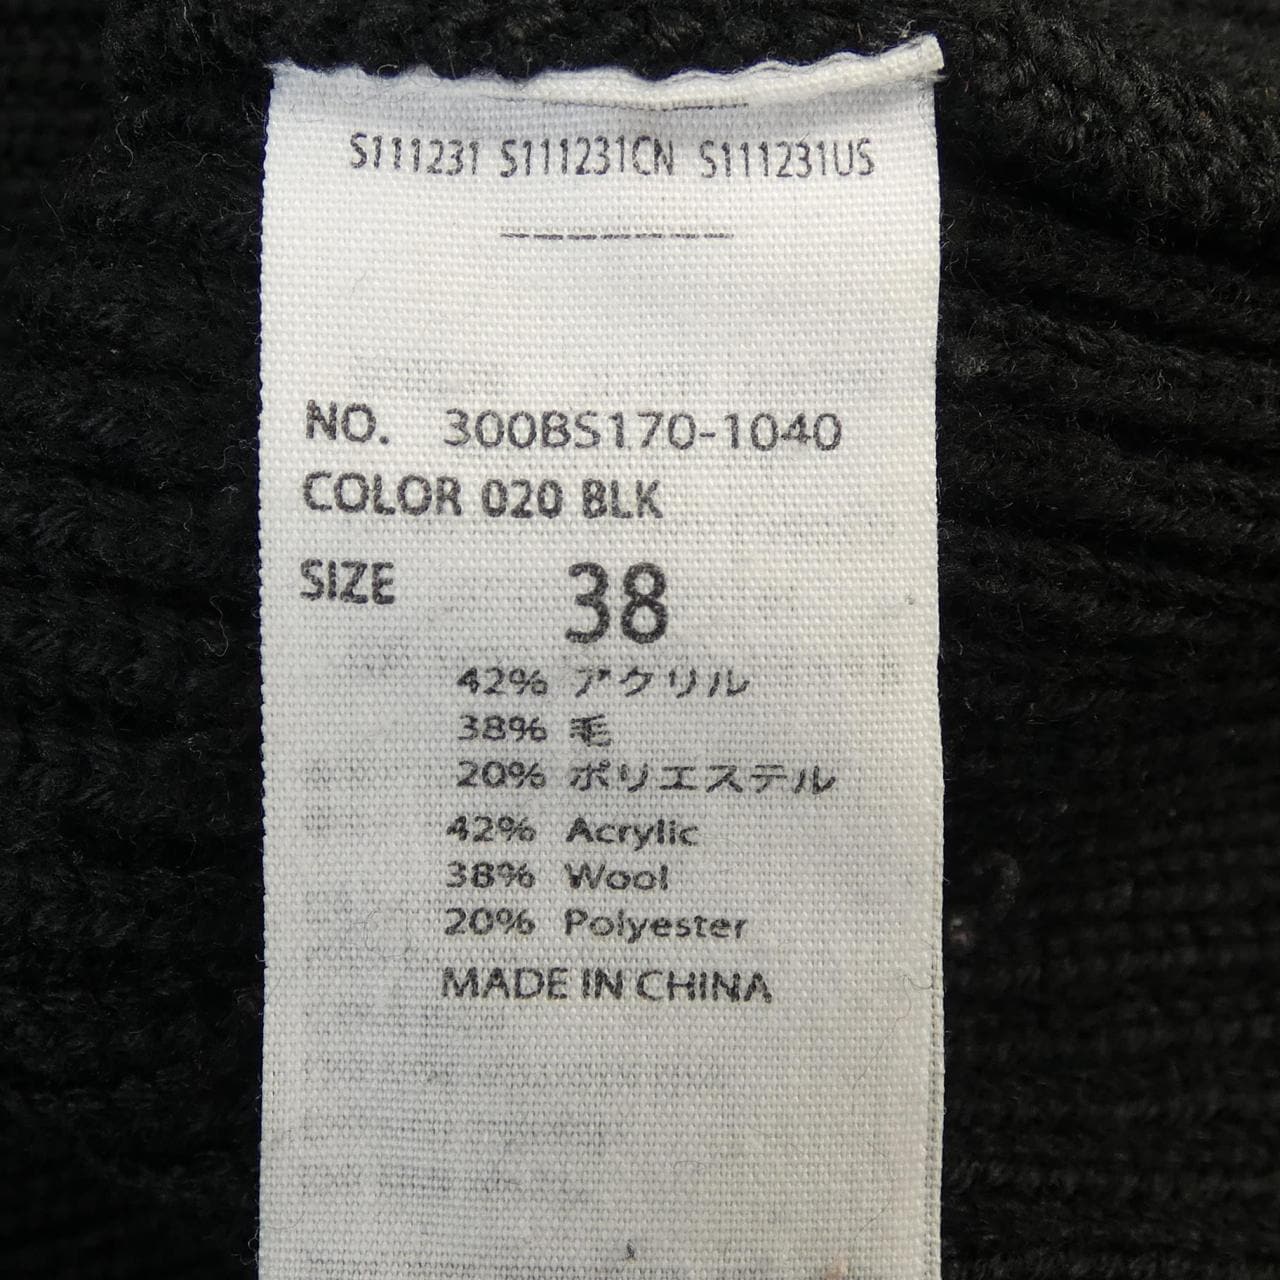 S111231 S111231CN S111231US
NO. 300BS170-1040
COLOR 020 BLK
SIZE 38
42% アクリル
38% 毛
20% ポリエステル
42% Acrylic
38% Wool
20% Polyester
MADE IN CHINA